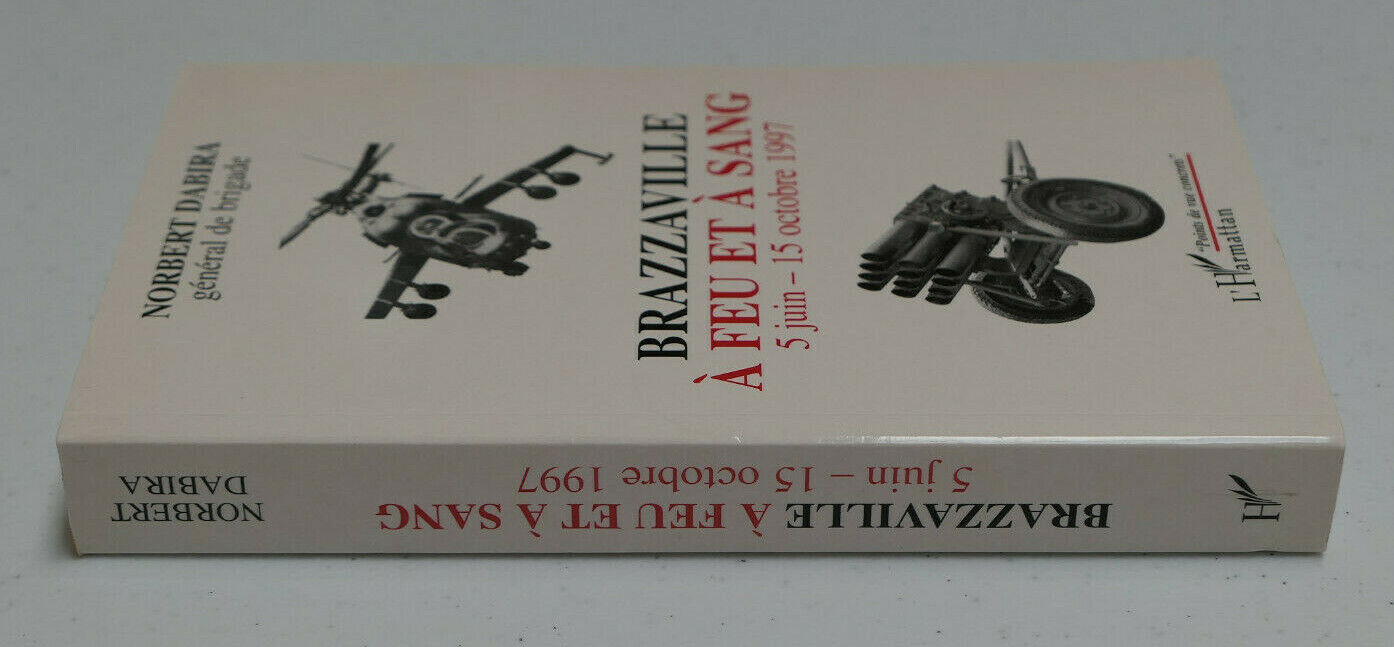 NORBERT DABIRA
général de brigade
BRAZZAVILLE
À FEU ET À SANG
5 juin – 15 octobre 1997
"Points de vue concrets"
L'Harmattan
NORBERT
DABIRA
BRAZZAVILLE À FEU ET À SANG
5 juin – 15 octobre 1997
H